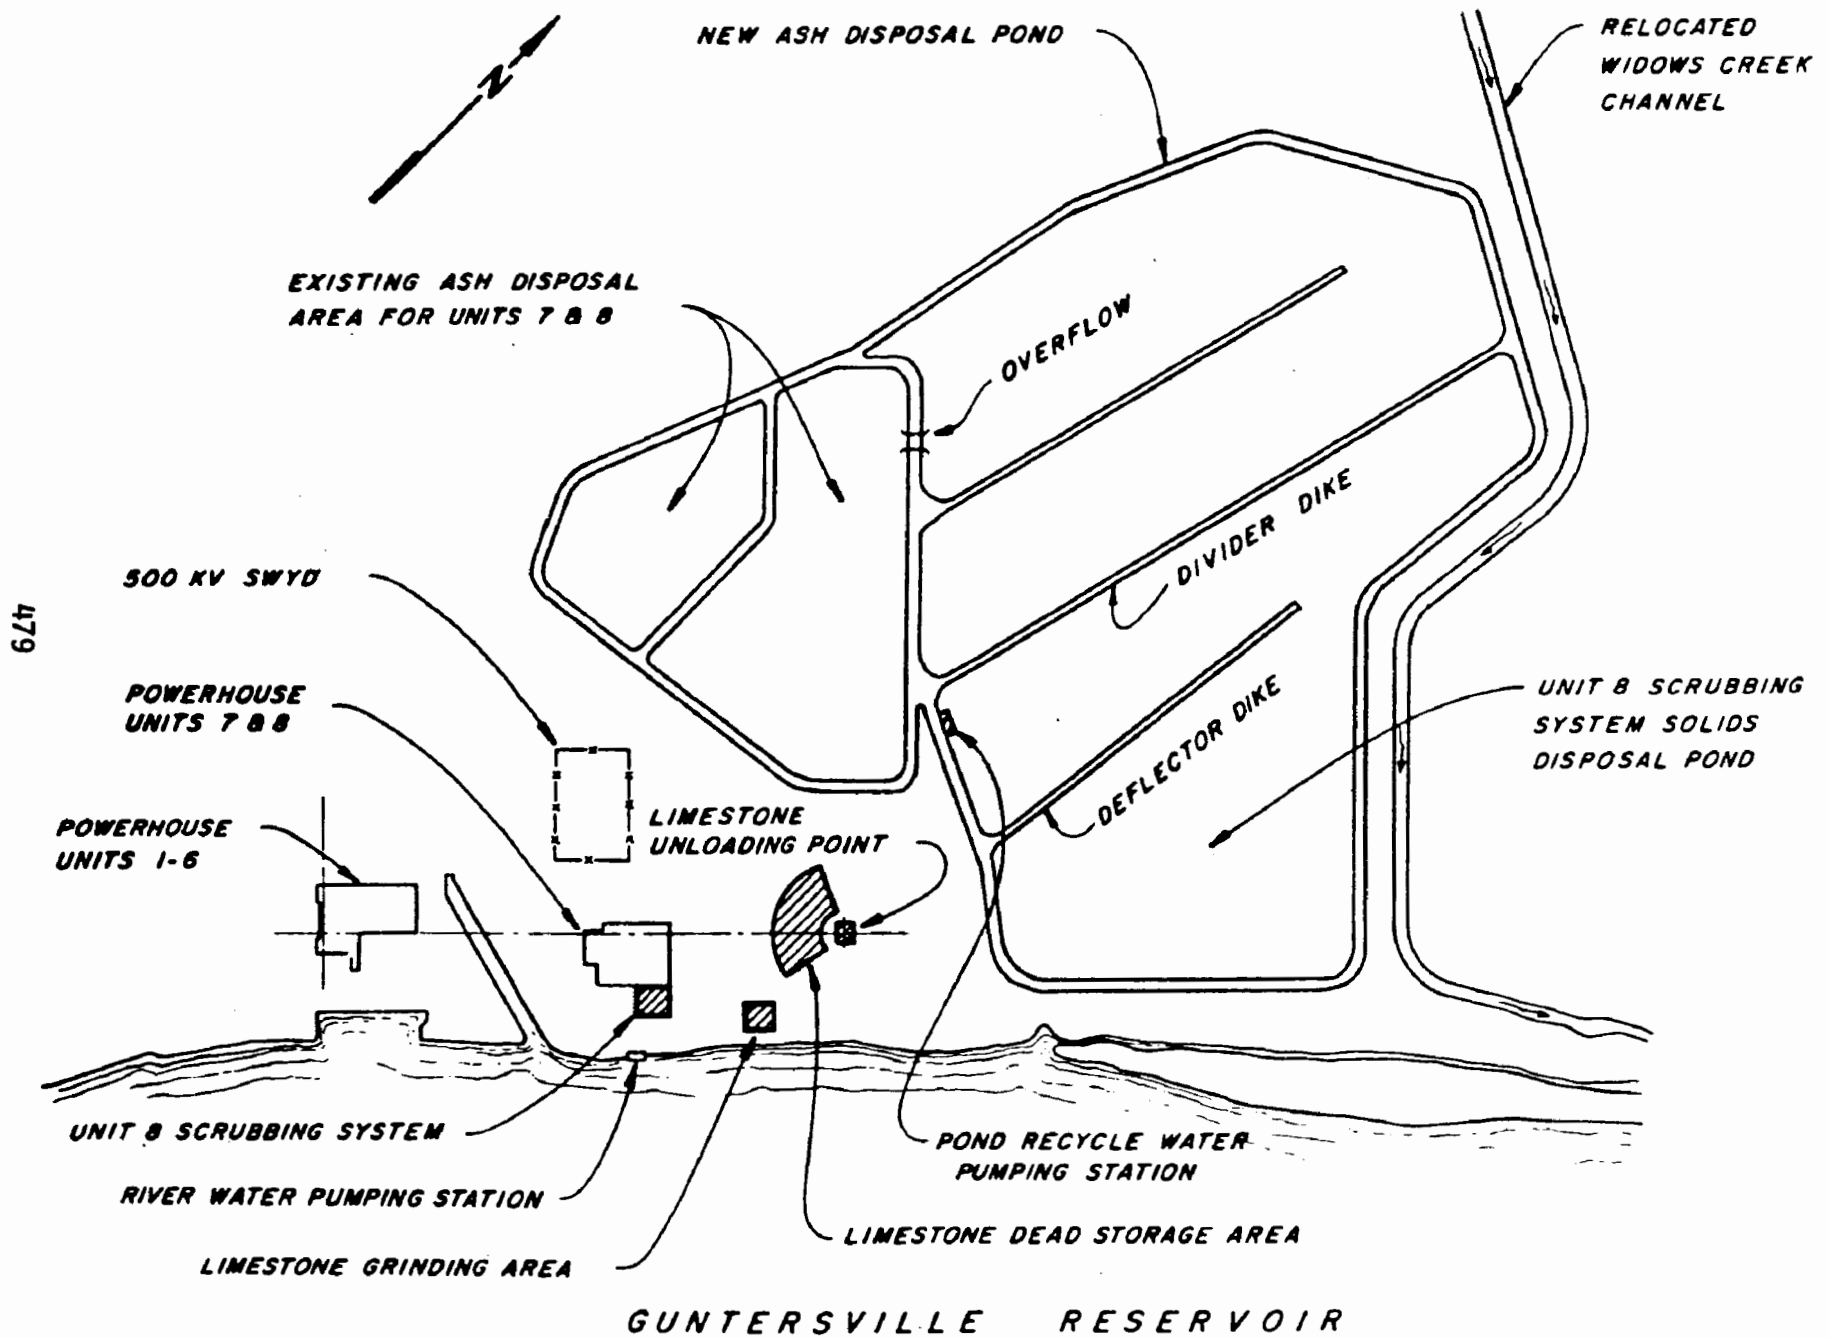 NEW ASH DISPOSAL POND
RELOCATED
WIDOWS CREEK
CHANNEL
N
EXISTING ASH DISPOSAL
AREA FOR UNITS 7 & 8
OVERFLOW
DIVIDER DIKE
500 KV SWYD
479
POWERHOUSE
UNITS 7 & 8
DEFLECTOR DIKE
UNIT 8 SCRUBBING
SYSTEM SOLIDS
DISPOSAL POND
POWERHOUSE
UNITS 1-6
LIMESTONE
UNLOADING POINT
UNIT 8 SCRUBBING SYSTEM
POND RECYCLE WATER
PUMPING STATION
RIVER WATER PUMPING STATION
LIMESTONE DEAD STORAGE AREA
LIMESTONE GRINDING AREA
GUNTERSVILLE RESERVOIR